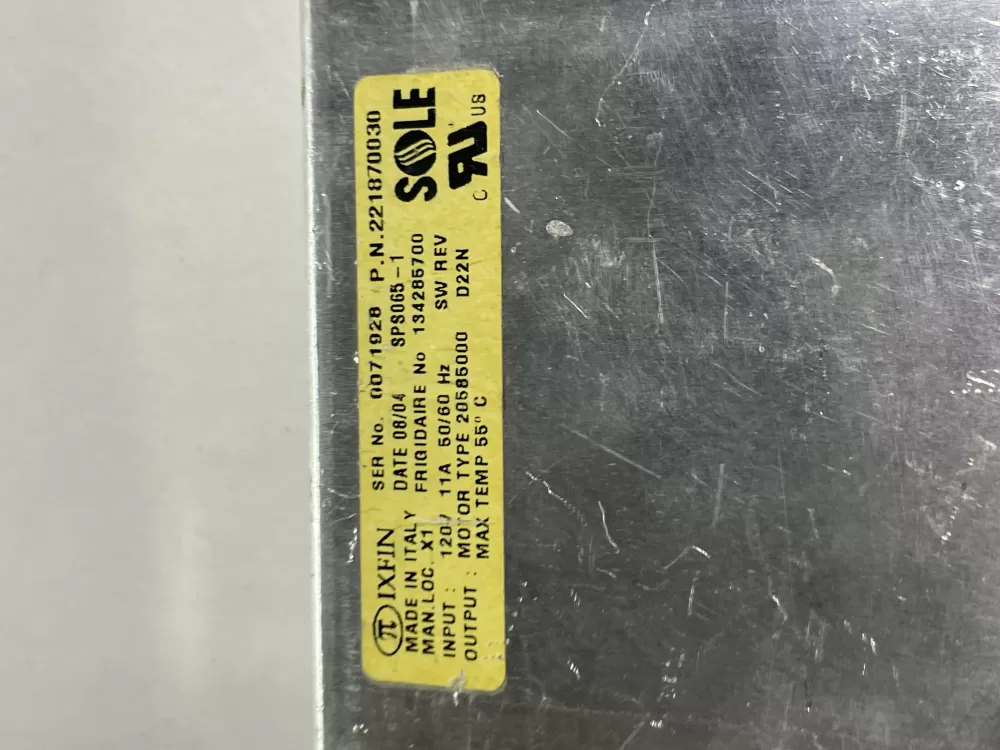 SER No. 0071928 P.N.221870030
DATE 08/04 SPS065-1
FRIGIDAIRE No 134285700
SOLE
C US
π IXFIN
MADE IN ITALY
MAN.LOC. X1
INPUT : 120V 11A 50/60 Hz SW REV
OUTPUT : MOTOR TYPE 20585000 D22N
MAX TEMP 55° C